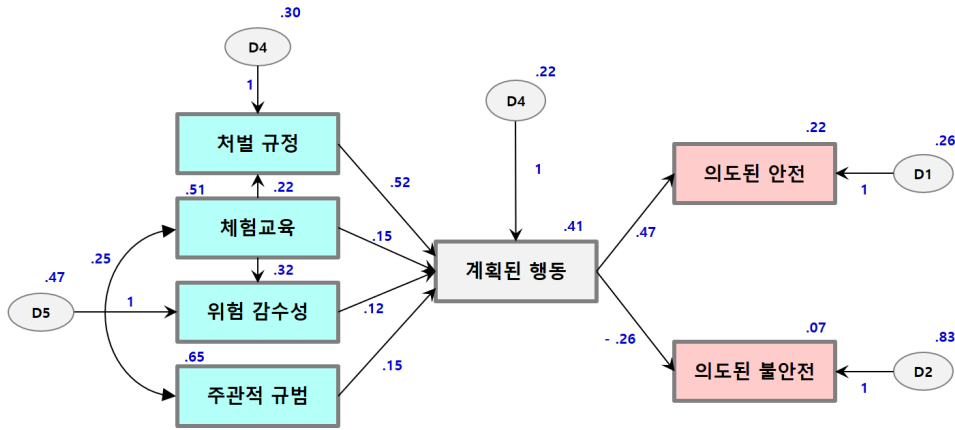 .30
D4
1
.22
D4
1
처벌 규정
.22
의도된 안전
.26
D1
1
.51
.22
.52
체험교육
.15
.41
.47
계획된 행동
.25
.32
.47
D5
1
위험 감수성
.12
- .26
.07
.83
의도된 불안전
D2
1
.65
.15
주관적 규범